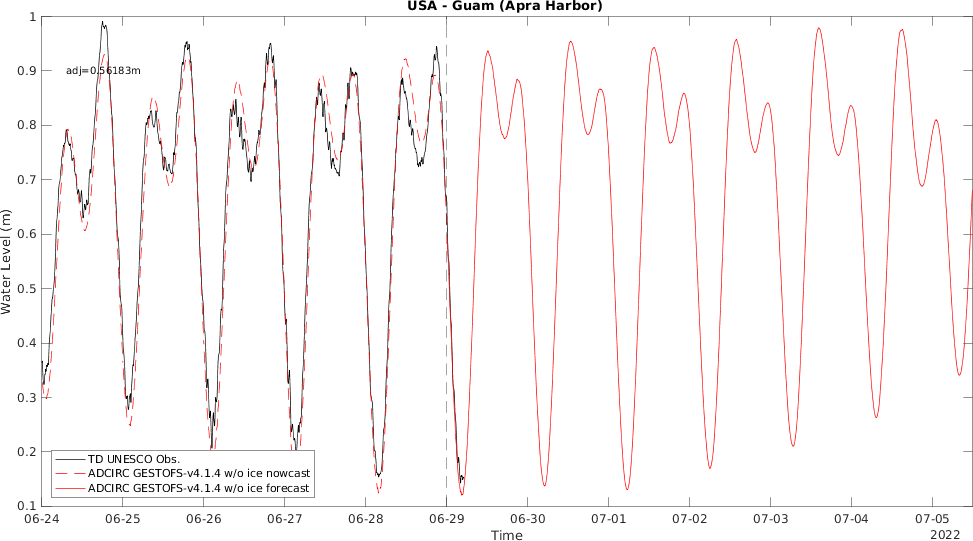 USA - Guam (Apra Harbor)
1
0.9
0.8
0.7
0.6
0.5
0.4
0.3
0.2
0.1
Water Level (m)
adj=0.56183m
TD UNESCO Obs.
ADCIRC GESTOFS-v4.1.4 w/o ice nowcast
ADCIRC GESTOFS-v4.1.4 w/o ice forecast
06-24 06-25 06-26 06-27 06-28 06-29 06-30 07-01 07-02 07-03 07-04 07-05
Time
2022